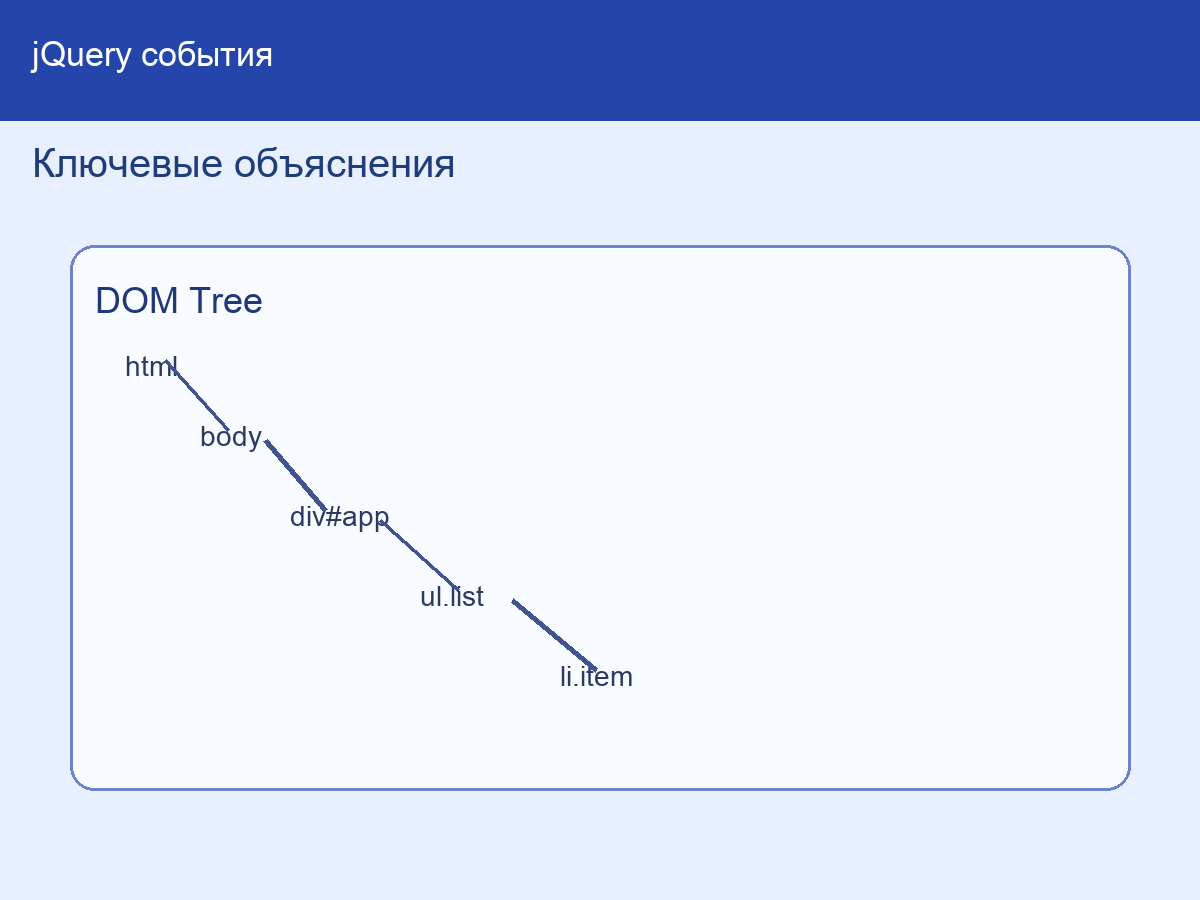 jQuery события
Ключевые объяснения
DOM Tree
html
body
div#app
ul.list
li.item